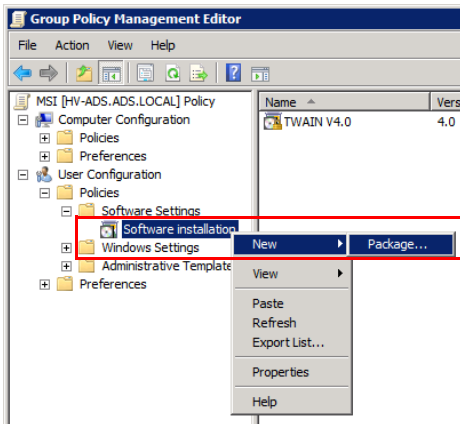 Group Policy Management Editor
File Action View Help
MSI [HV-ADS.ADS.LOCAL] Policy
Computer Configuration
Policies
Preferences
User Configuration
Policies
Software Settings
Software installation
Windows Settings
Administrative Template
Preferences
Name Vers
TWAIN V4.0 4.0
New Package...
View
Paste
Refresh
Export List...
Properties
Help